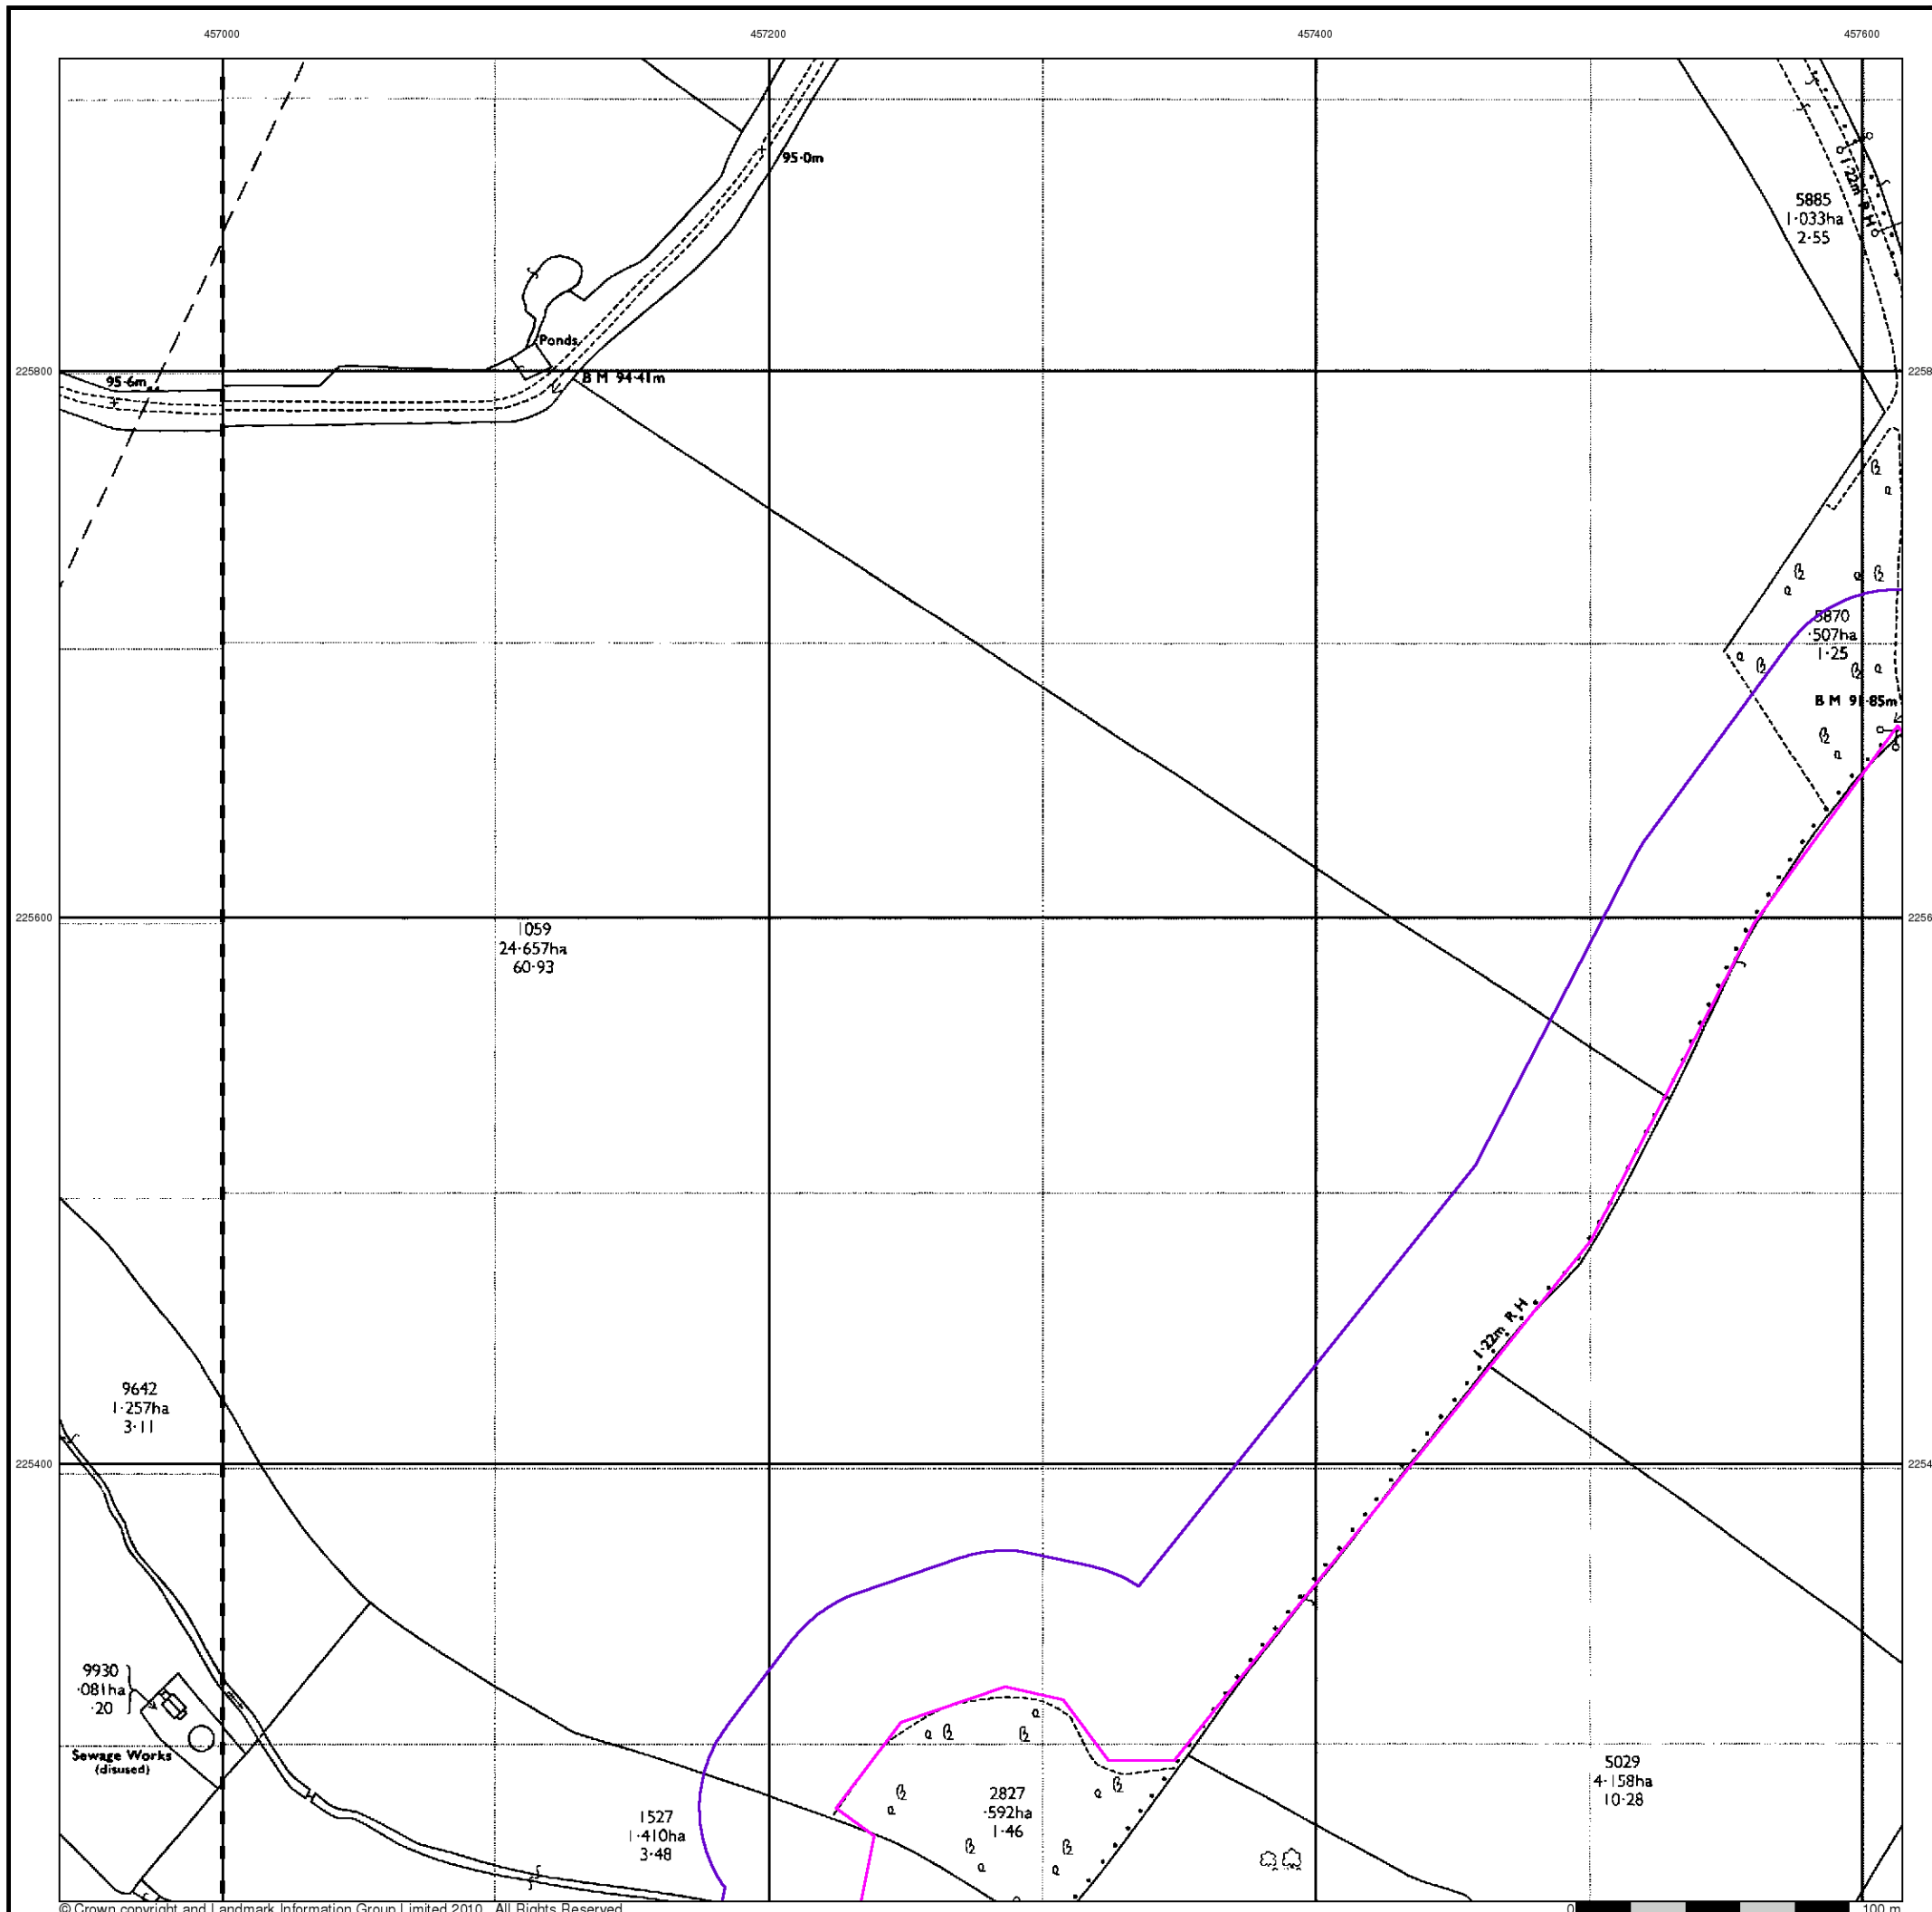 457000 457200 457400 457600
95·0m
5885
1·033ha
2·55
1·22m R H
Ponds
225800
95·6m
B M 94·41m
5870
·507ha
1·25
B M 91·85m
225600
1059
24·657ha
60·93
1·22m R H
9642
1·257ha
3·11
225400
9930
·081ha
·20
Sewage Works
(disused)
5029
4·158ha
10·28
2827
·592ha
1·46
1527
1·410ha
3·48
© Crown copyright and Landmark Information Group Limited 2010. All Rights Reserved.
0 100 m